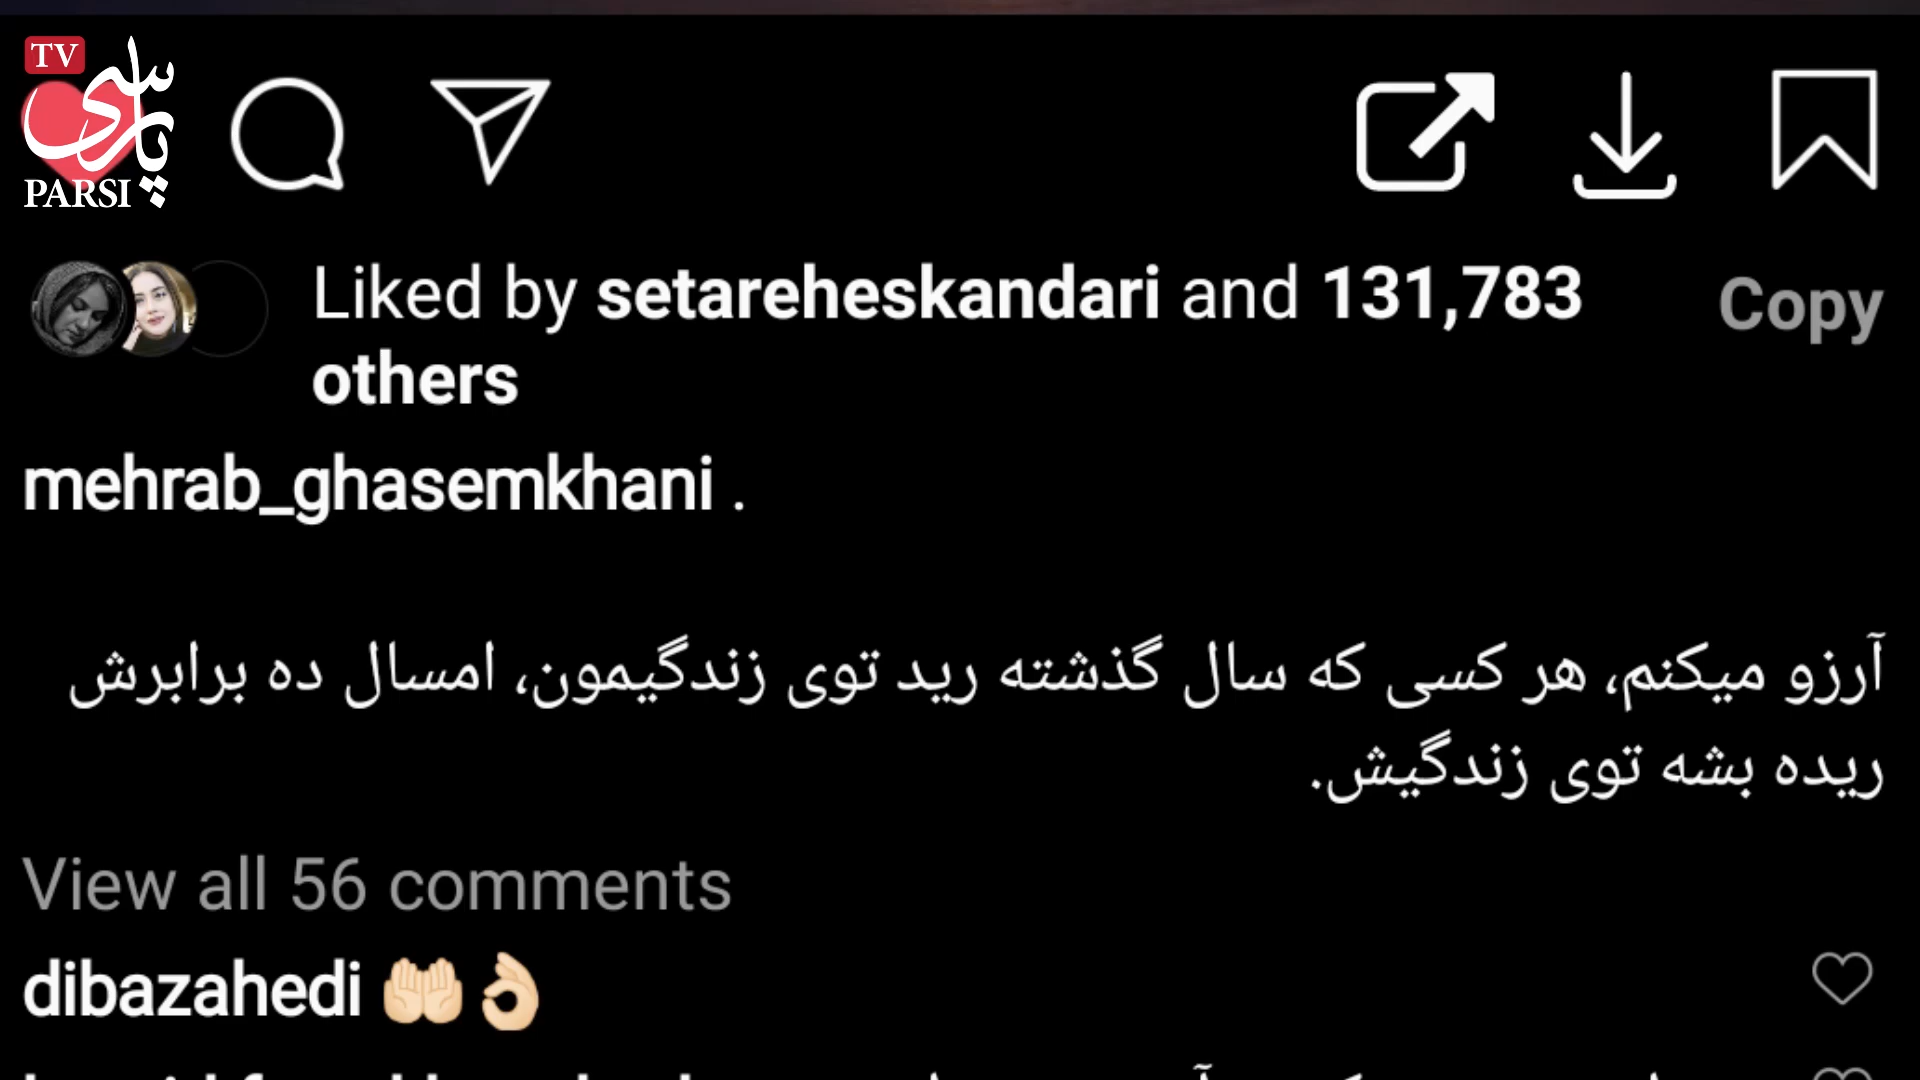 TV
پارسی
PARSI
Liked by setareheskandari and 131,783
others
Copy
mehrab_ghasemkhani .
آرزو میکنم، هر کسی که سال گذشته رید توی زندگیمون، امسال ده برابرش
ریده بشه توی زندگیش.
View all 56 comments
dibazahedi 🤲🏻👌🏻